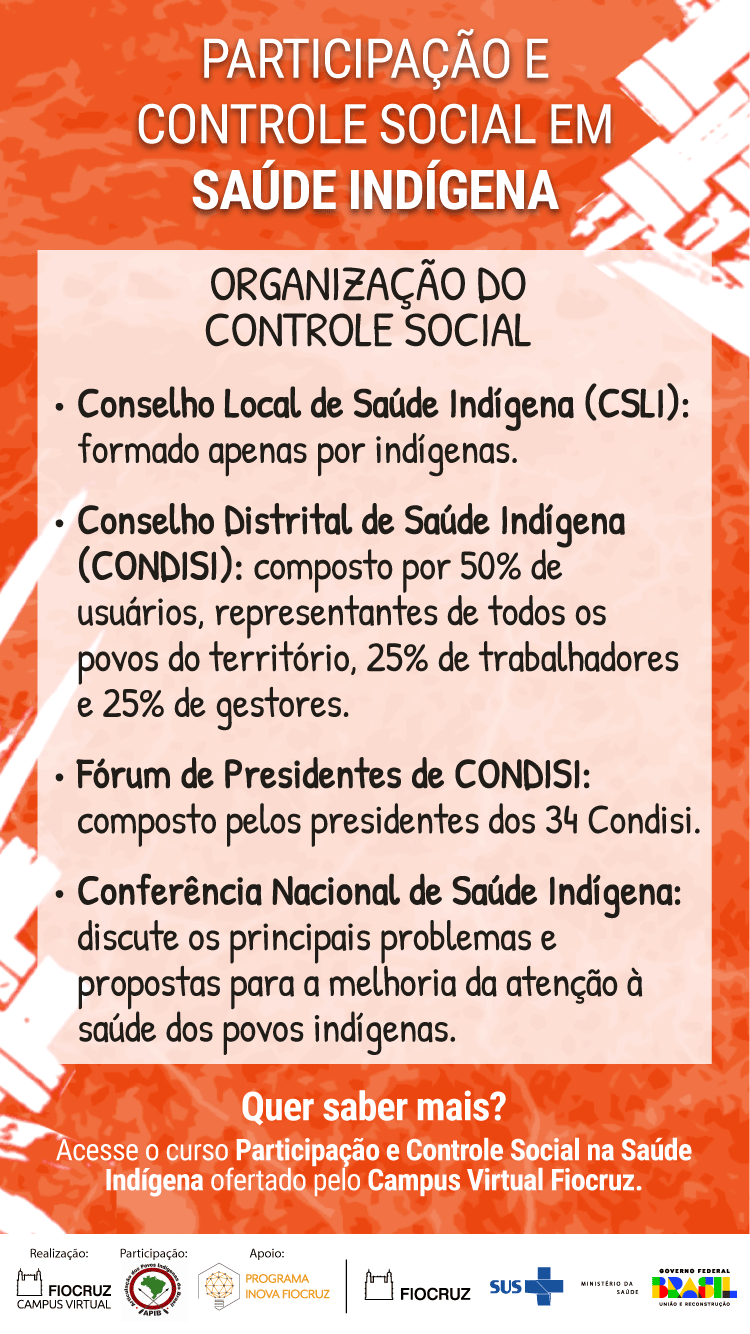 PARTICIPAÇÃO E
CONTROLE SOCIAL EM
SAÚDE INDÍGENA
ORGANIZAÇÃO DO
CONTROLE SOCIAL
• Conselho Local de Saúde Indígena (CSLI):
formado apenas por indígenas.
• Conselho Distrital de Saúde Indígena
(CONDISI): composto por 50% de
usuários, representantes de todos os
povos do território, 25% de trabalhadores
e 25% de gestores.
• Fórum de Presidentes de CONDISI:
composto pelos presidentes dos 34 Condisi.
• Conferência Nacional de Saúde Indígena:
discute os principais problemas e
propostas para a melhoria da atenção à
saúde dos povos indígenas.
Quer saber mais?
Acesse o curso Participação e Controle Social na Saúde
Indígena ofertado pelo Campus Virtual Fiocruz.
Realização:
FIOCRUZ
CAMPUS VIRTUAL
Participação:
Articulação dos Povos Indígenas do Brasil
APIB
Apoio:
PROGRAMA
INOVA FIOCRUZ
FIOCRUZ
SUS
MINISTÉRIO DA
SAÚDE
GOVERNO FEDERAL
BRASIL
UNIÃO E RECONSTRUÇÃO